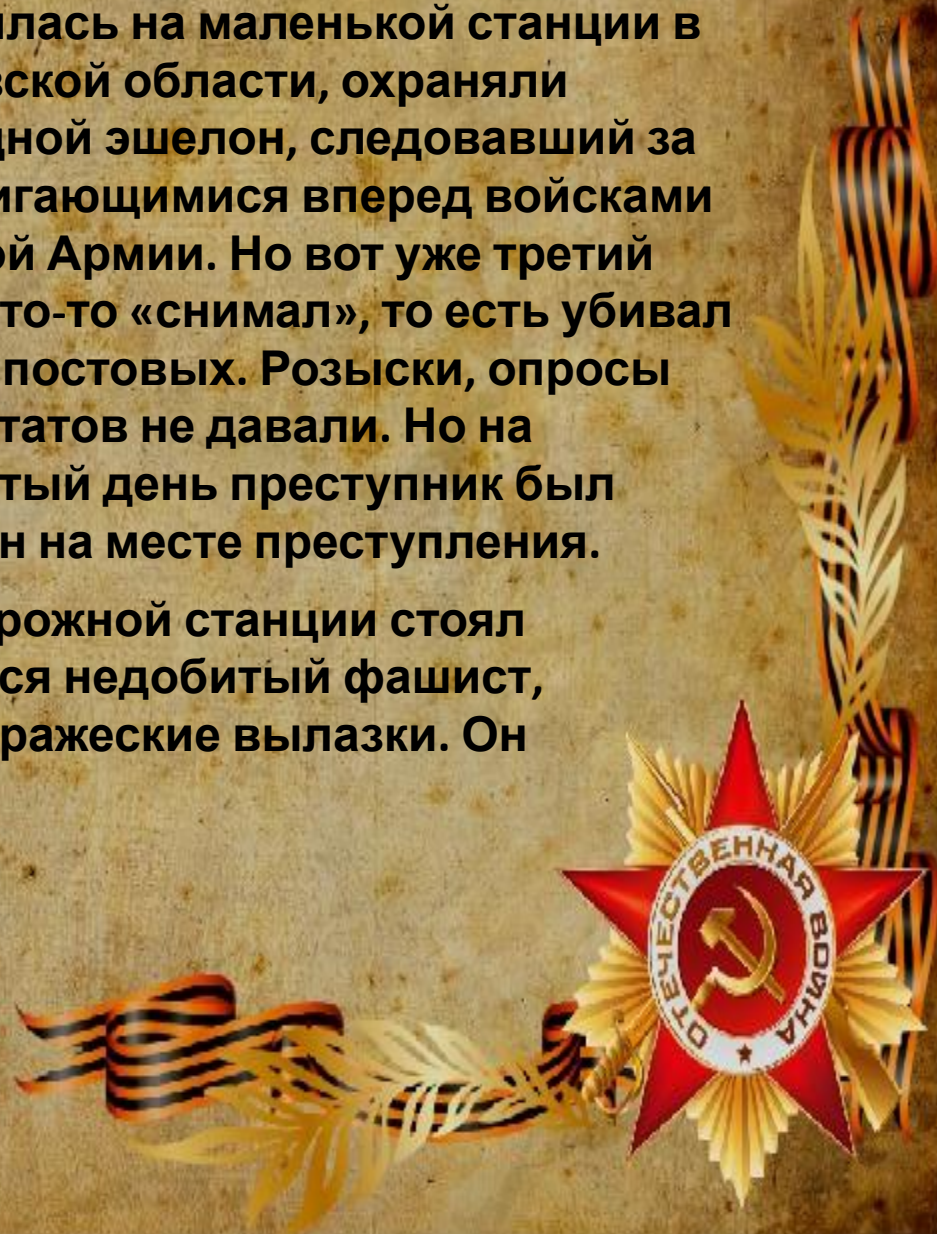 илась на маленькой станции в
вской области, охраняли
дной эшелон, следовавший за
игающимися вперед войсками
ой Армии. Но вот уже третий
то-то «снимал», то есть убивал
постовых. Розыски, опросы
татов не давали. Но на
тый день преступник был
н на месте преступления.
рожной станции стоял
ся недобитый фашист,
ражеские вылазки. Он
ОТЕЧЕСТВЕННАЯ ВОЙНА